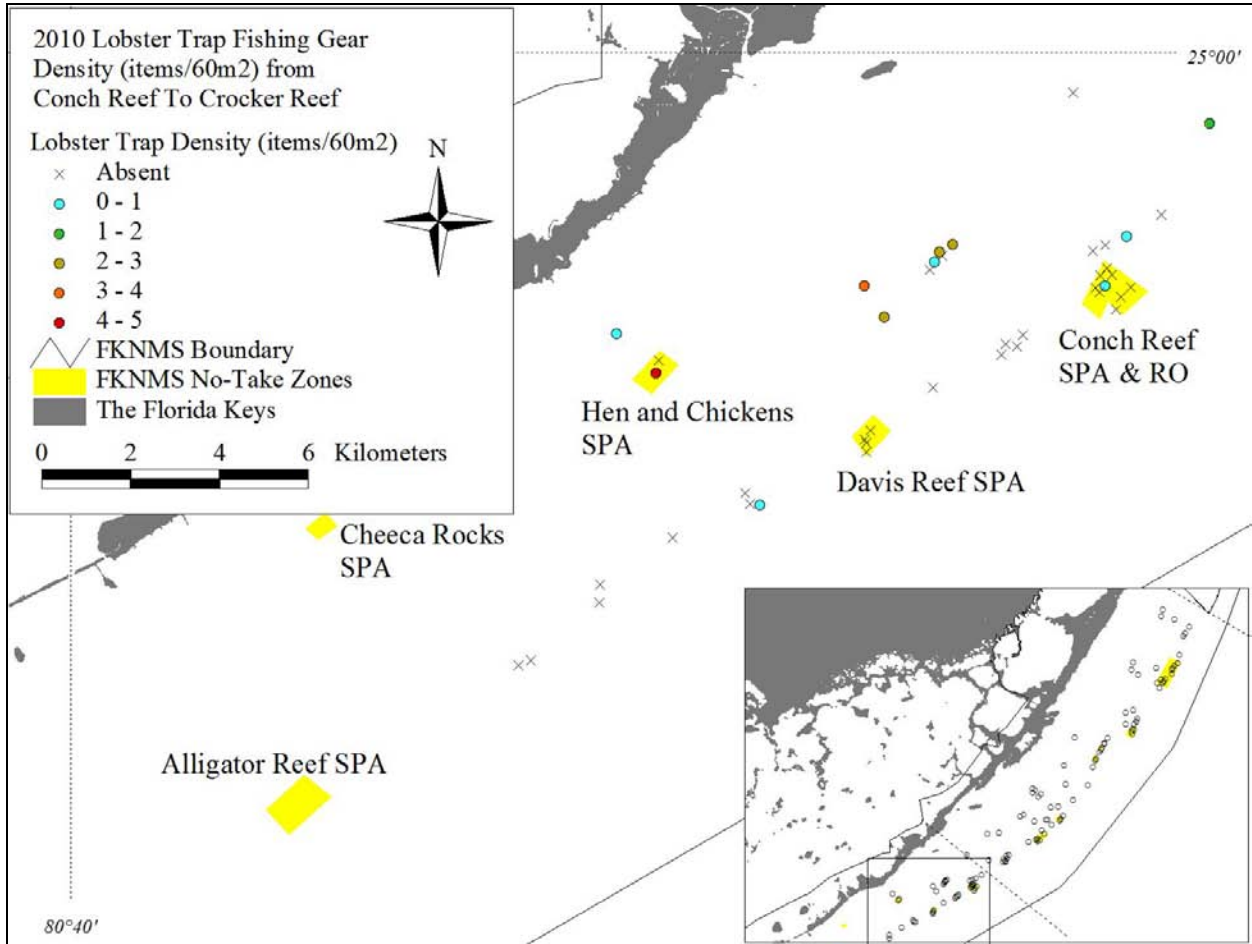 2010 Lobster Trap Fishing Gear
Density (items/60m2) from
Conch Reef To Crocker Reef
Lobster Trap Density (items/60m2)
Absent
0 - 1
1 - 2
2 - 3
3 - 4
4 - 5
FKNMS Boundary
FKNMS No-Take Zones
The Florida Keys
0 2 4 6 Kilometers
N
25°00'
Conch Reef
SPA & RO
Hen and Chickens
SPA
Davis Reef SPA
Cheeca Rocks
SPA
Alligator Reef SPA
80°40'